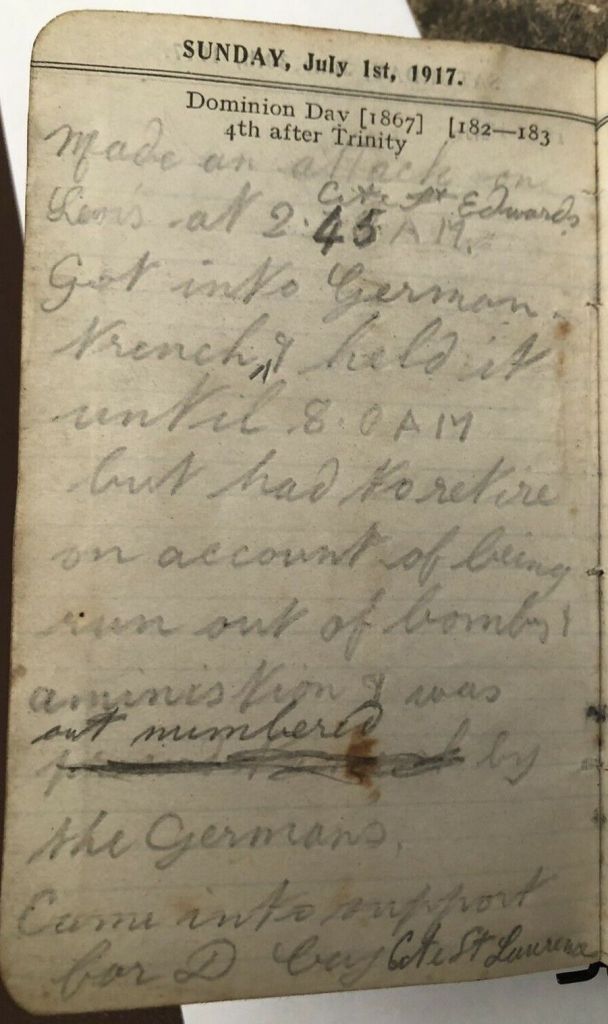 SUNDAY, July 1st, 1917.
Dominion Day [1867] [182—183
4th after Trinity
Made an attack on
Cite St Edwards
Lens at 2.45 A M.
Got into German
trench, & held it
until 8.0 A M
but had to retire
on account of being
run out of bombs &
aminisition & was
out numbered
by
the Germans.
Came into support
for D Coy Cite St Laurence